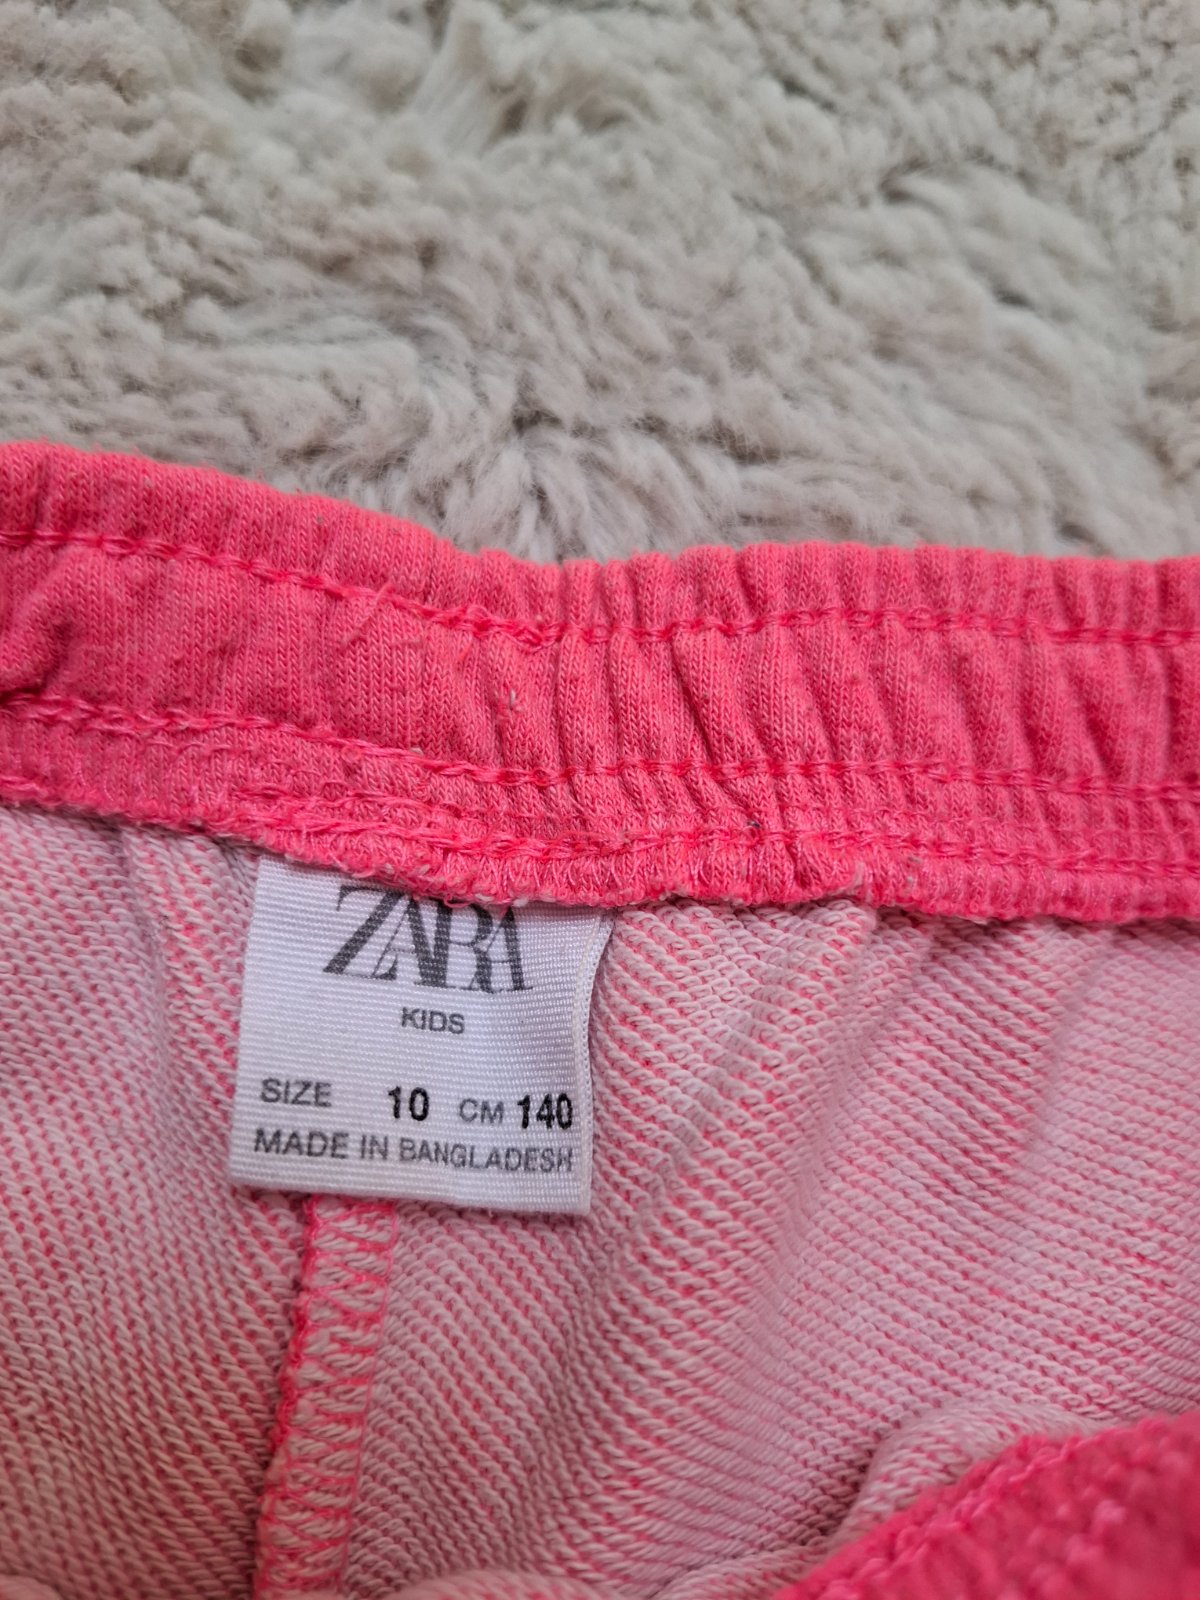 ZARA
KIDS
SIZE 10 CM 140
MADE IN BANGLADESH